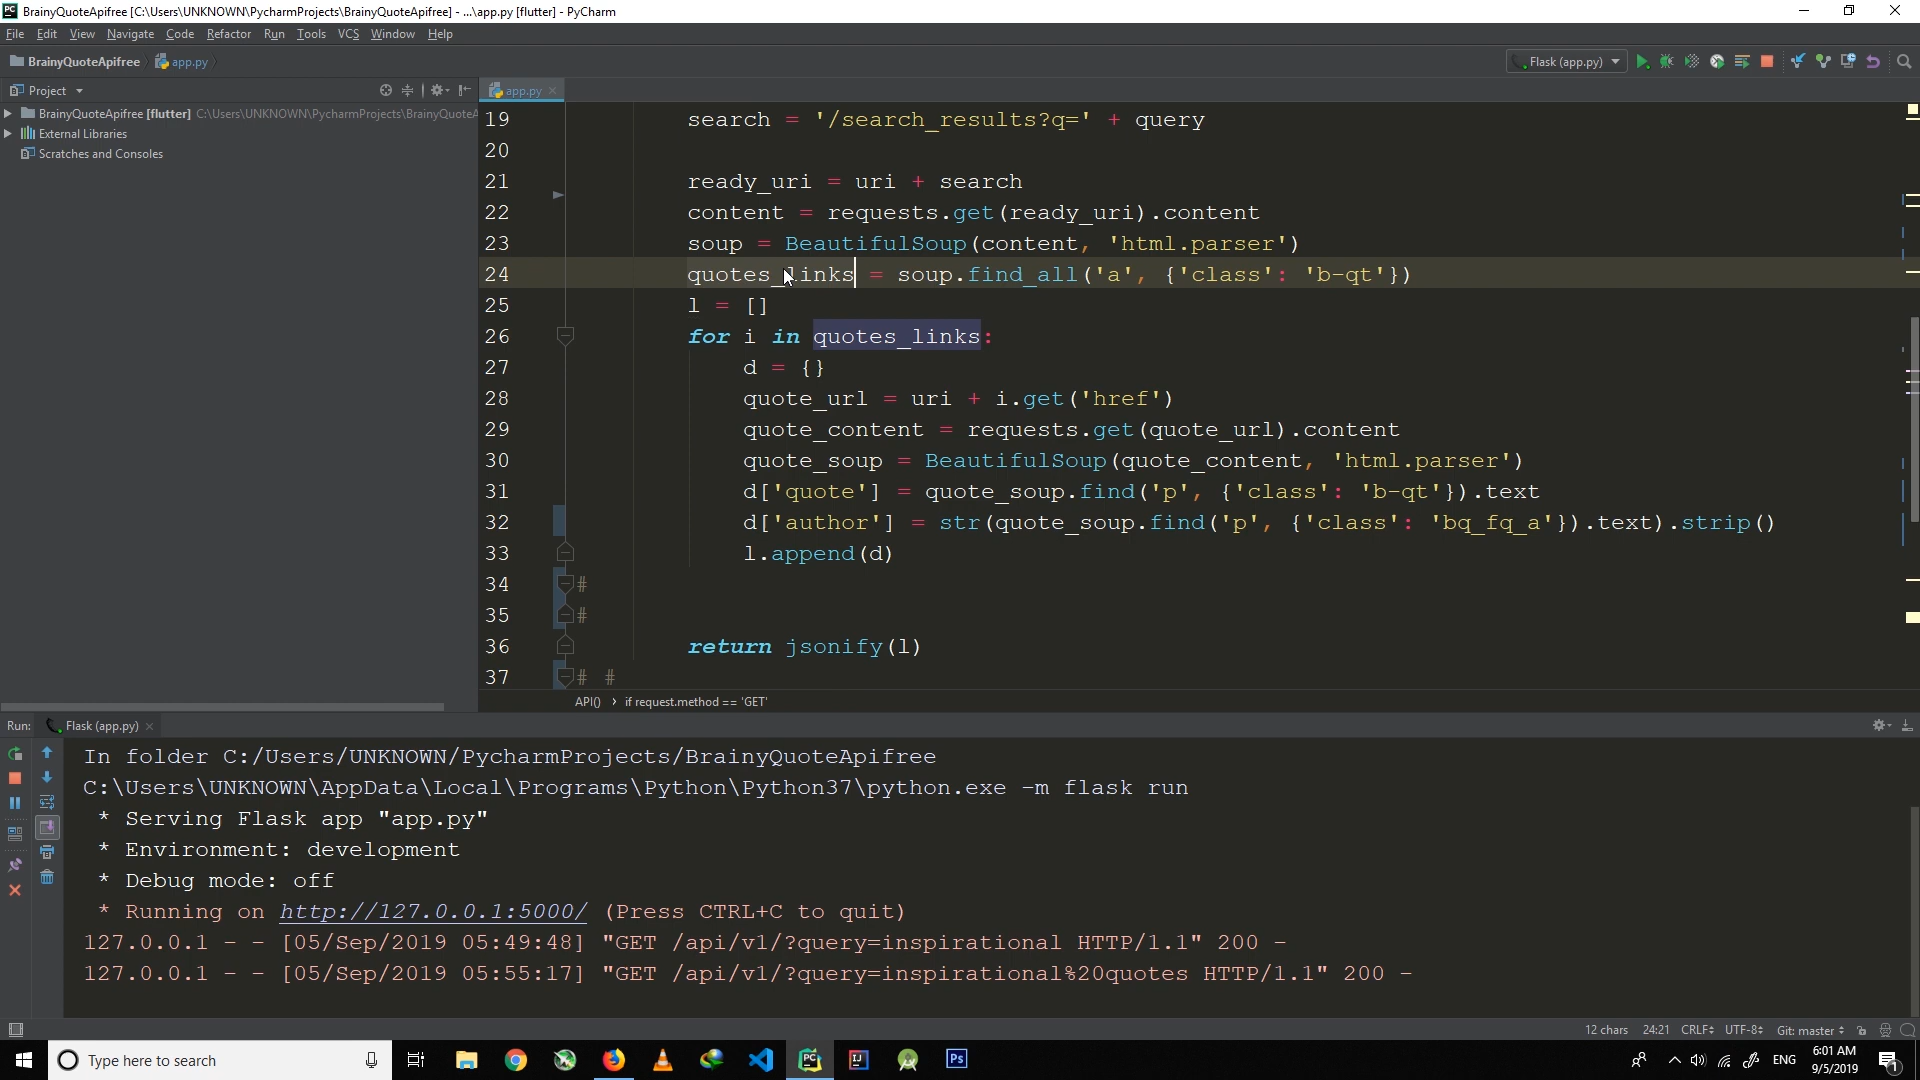 BrainyQuoteApifree [C:\Users\UNKNOWN\PycharmProjects\BrainyQuoteApifree] - ...\app.py [flutter] - PyCharm
File Edit View Navigate Code Refactor Run Tools VCS Window Help
BrainyQuoteApifree app.py Flask (app.py)
Project app.py
BrainyQuoteApifree [flutter] C:\Users\UNKNOWN\PycharmProjects\BrainyQuoteA
External Libraries
Scratches and Consoles
19 search = '/search_results?q=' + query
20
21 ready_uri = uri + search
22 content = requests.get(ready_uri).content
23 soup = BeautifulSoup(content, 'html.parser')
24 quotes_links = soup.find_all('a', {'class': 'b-qt'})
25 l = []
26 for i in quotes_links:
27 d = {}
28 quote_url = uri + i.get('href')
29 quote_content = requests.get(quote_url).content
30 quote_soup = BeautifulSoup(quote_content, 'html.parser')
31 d['quote'] = quote_soup.find('p', {'class': 'b-qt'}).text
32 d['author'] = str(quote_soup.find('p', {'class': 'bq_fq_a'}).text).strip()
33 l.append(d)
34 #
35 #
36 return jsonify(l)
37 # #
API() › if request.method == 'GET'
Run: Flask (app.py)
In folder C:/Users/UNKNOWN/PycharmProjects/BrainyQuoteApifree
C:\Users\UNKNOWN\AppData\Local\Programs\Python\Python37\python.exe -m flask run
* Serving Flask app "app.py"
* Environment: development
* Debug mode: off
* Running on http://127.0.0.1:5000/ (Press CTRL+C to quit)
127.0.0.1 - - [05/Sep/2019 05:49:48] "GET /api/v1/?query=inspirational HTTP/1.1" 200 -
127.0.0.1 - - [05/Sep/2019 05:55:17] "GET /api/v1/?query=inspirational%20quotes HTTP/1.1" 200 -
12 chars 24:21 CRLF UTF-8 Git: master
Type here to search ENG 6:01 AM
9/5/2019 1